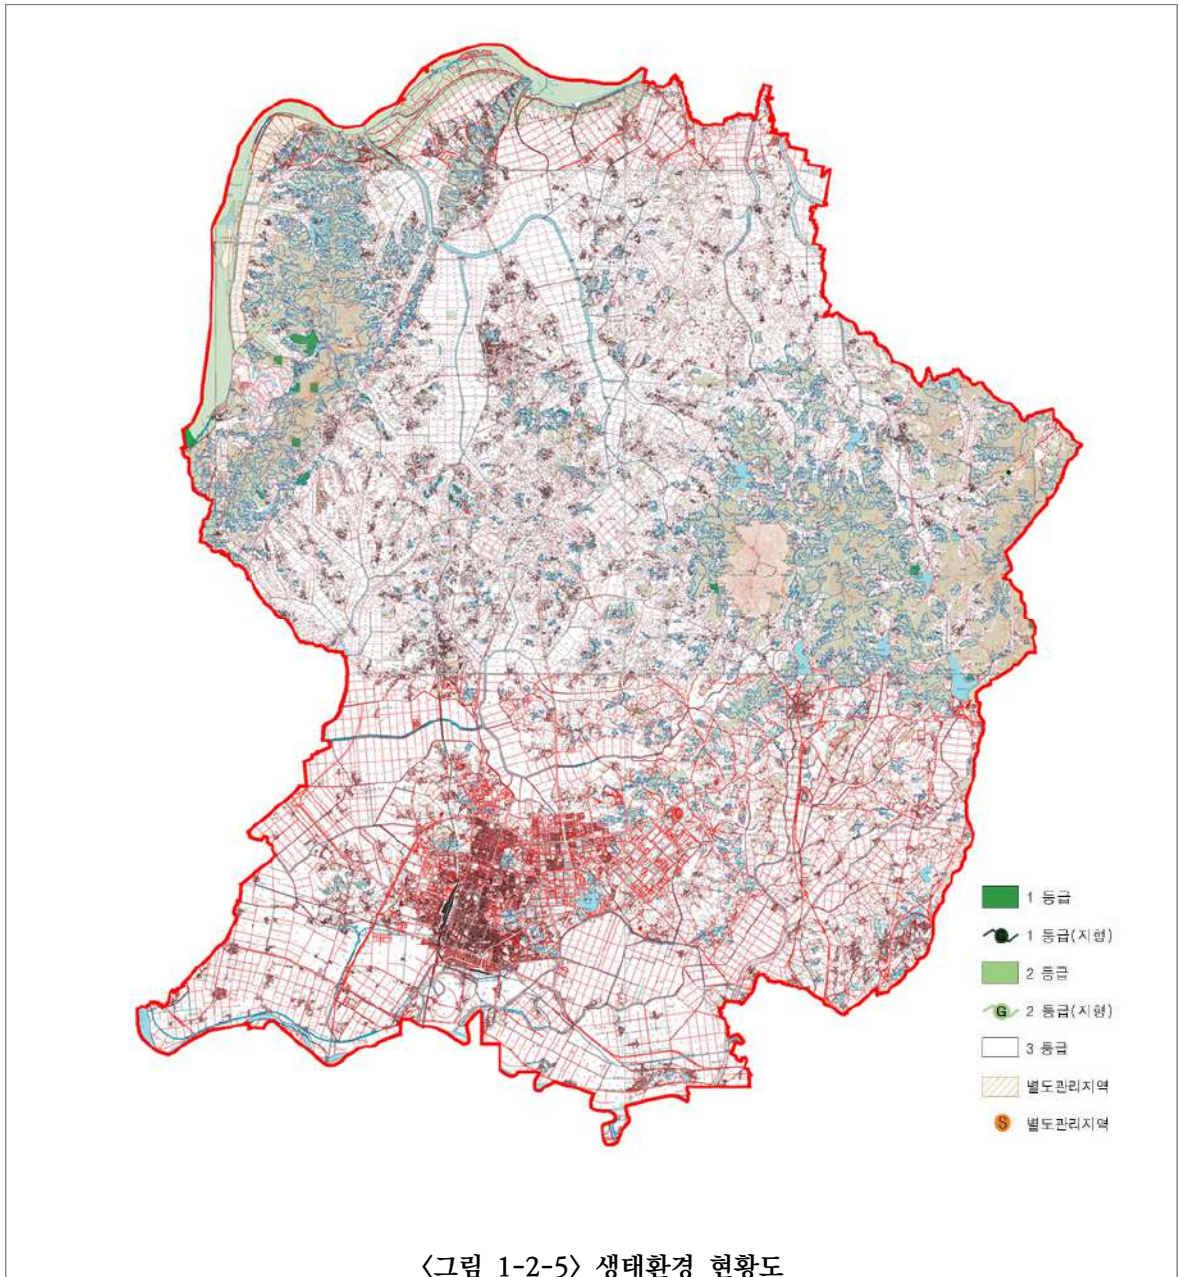 1 등급
1 등급(지형)
2 등급
G 2 등급(지형)
3 등급
별도관리지역
S 별도관리지역
〈그림 1-2-5〉 생태환경 현황도